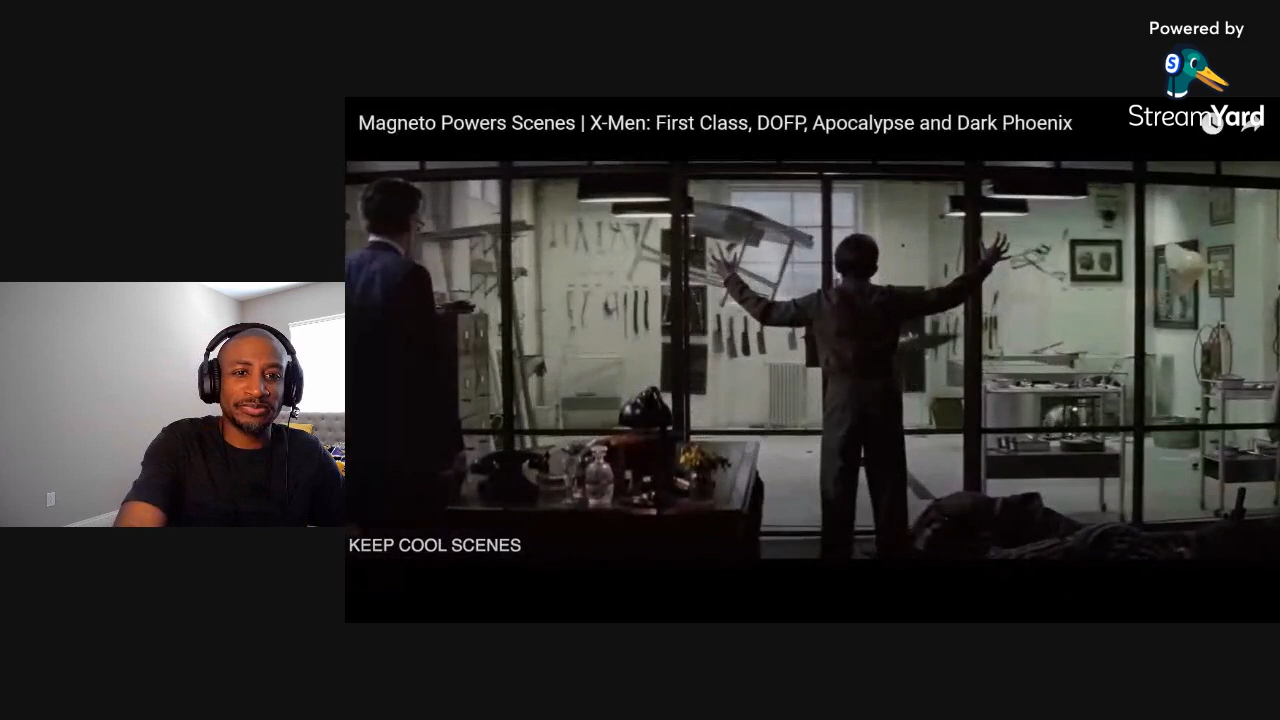 Powered by
StreamYard
Magneto Powers Scenes | X-Men: First Class, DOFP, Apocalypse and Dark Phoenix
KEEP COOL SCENES